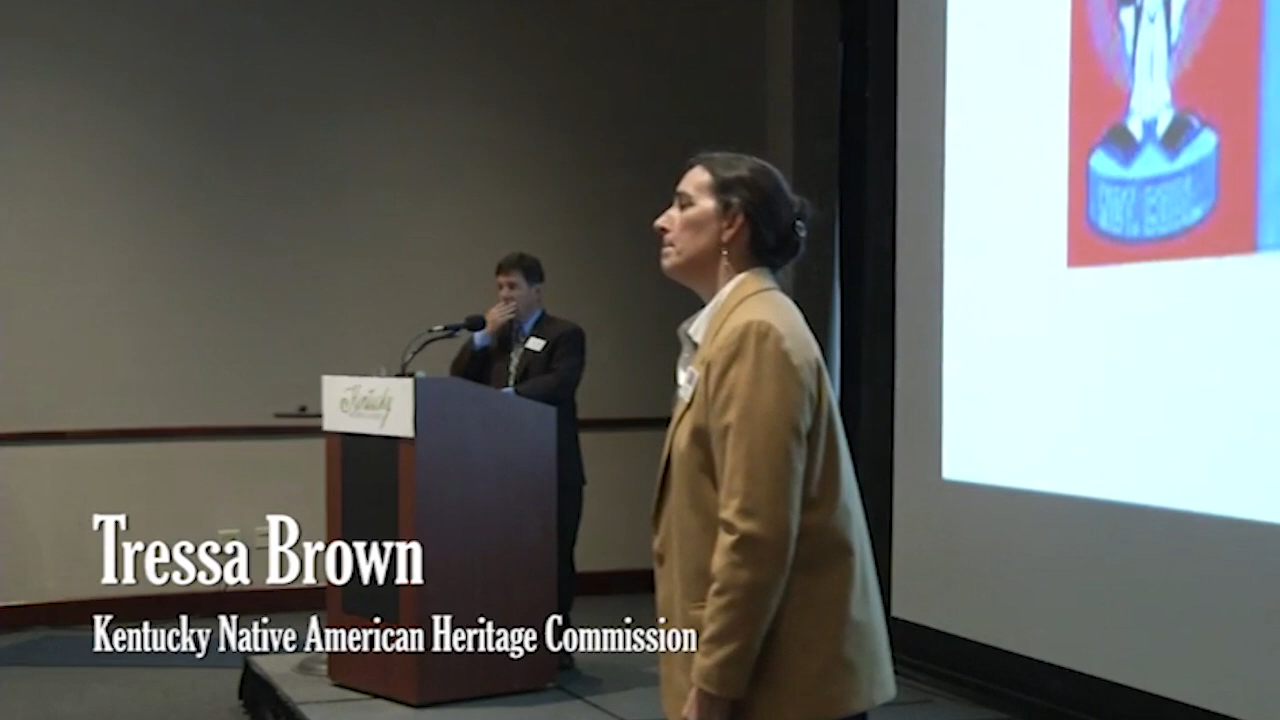 Kentucky
Tressa Brown
Kentucky Native American Heritage Commission